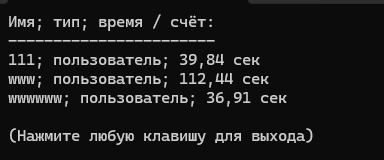 Имя; тип; время / счёт:
-----------------------
111; пользователь; 39,84 сек
www; пользователь; 112,44 сек
wwwwww; пользователь; 36,91 сек
(Нажмите любую клавишу для выхода)